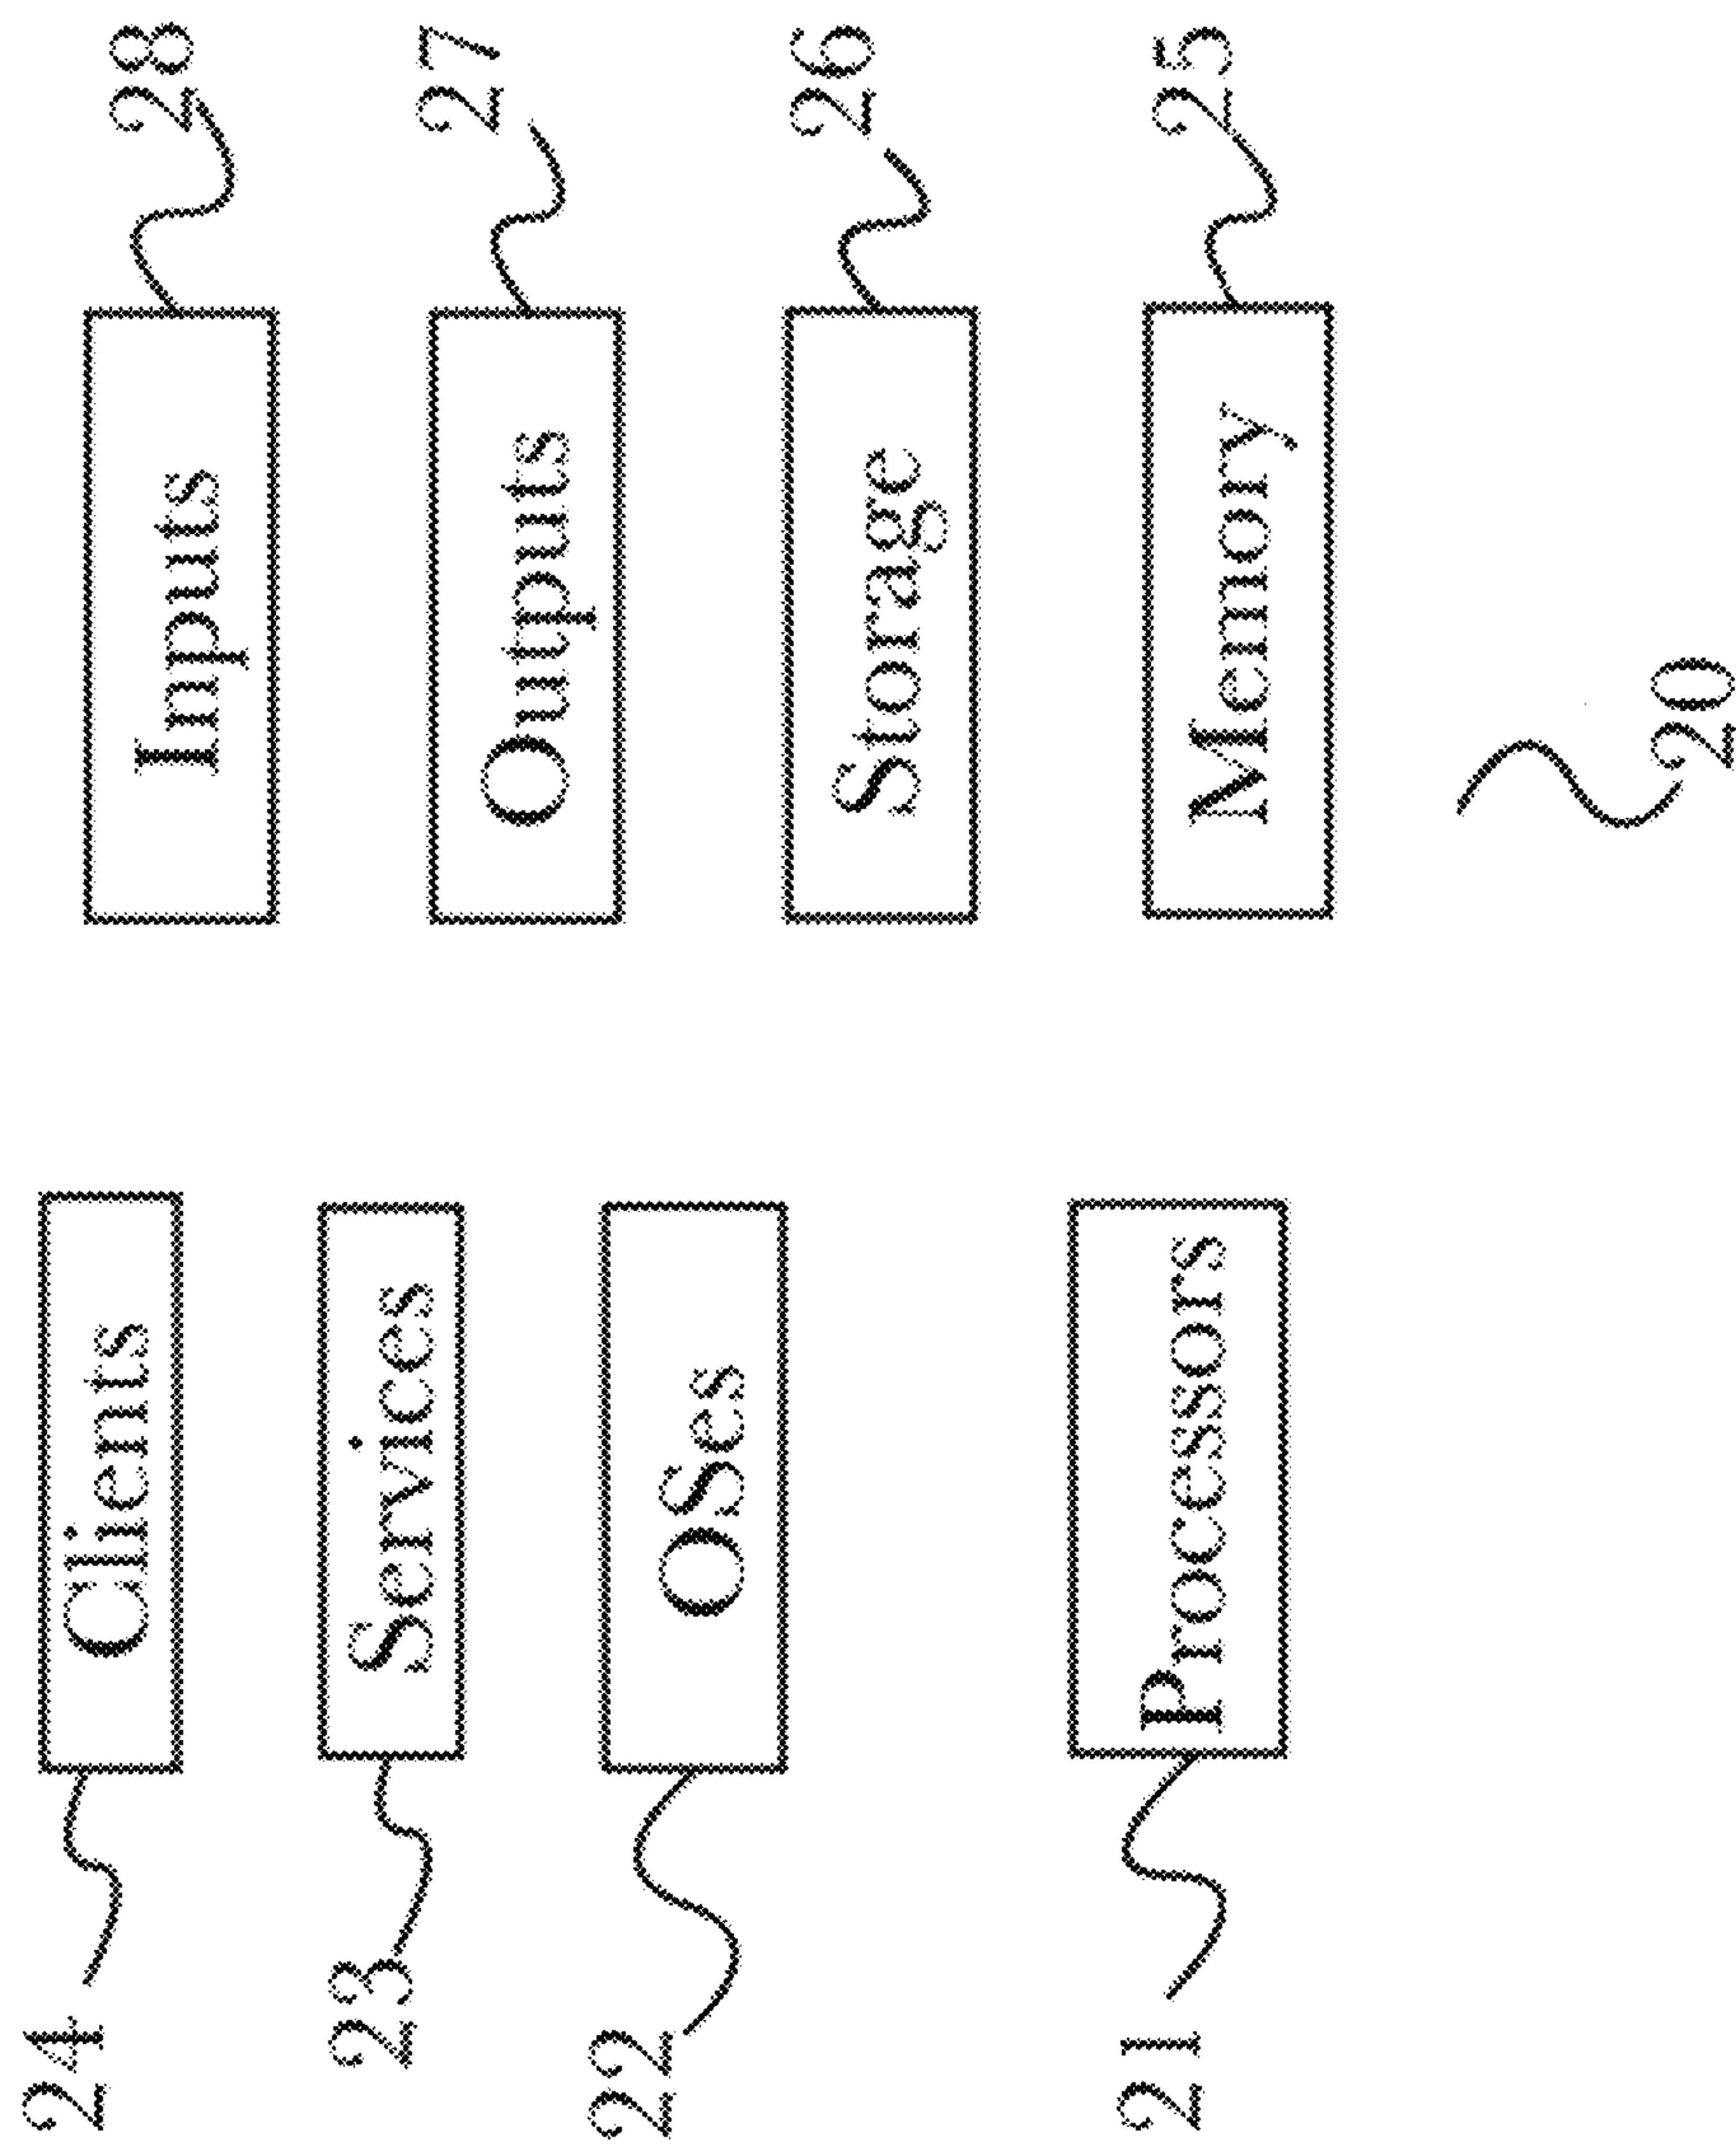 24 Clients Inputs 28
23 Services Outputs 27
22 OSes Storage 26
21 Processors Memory 25
20